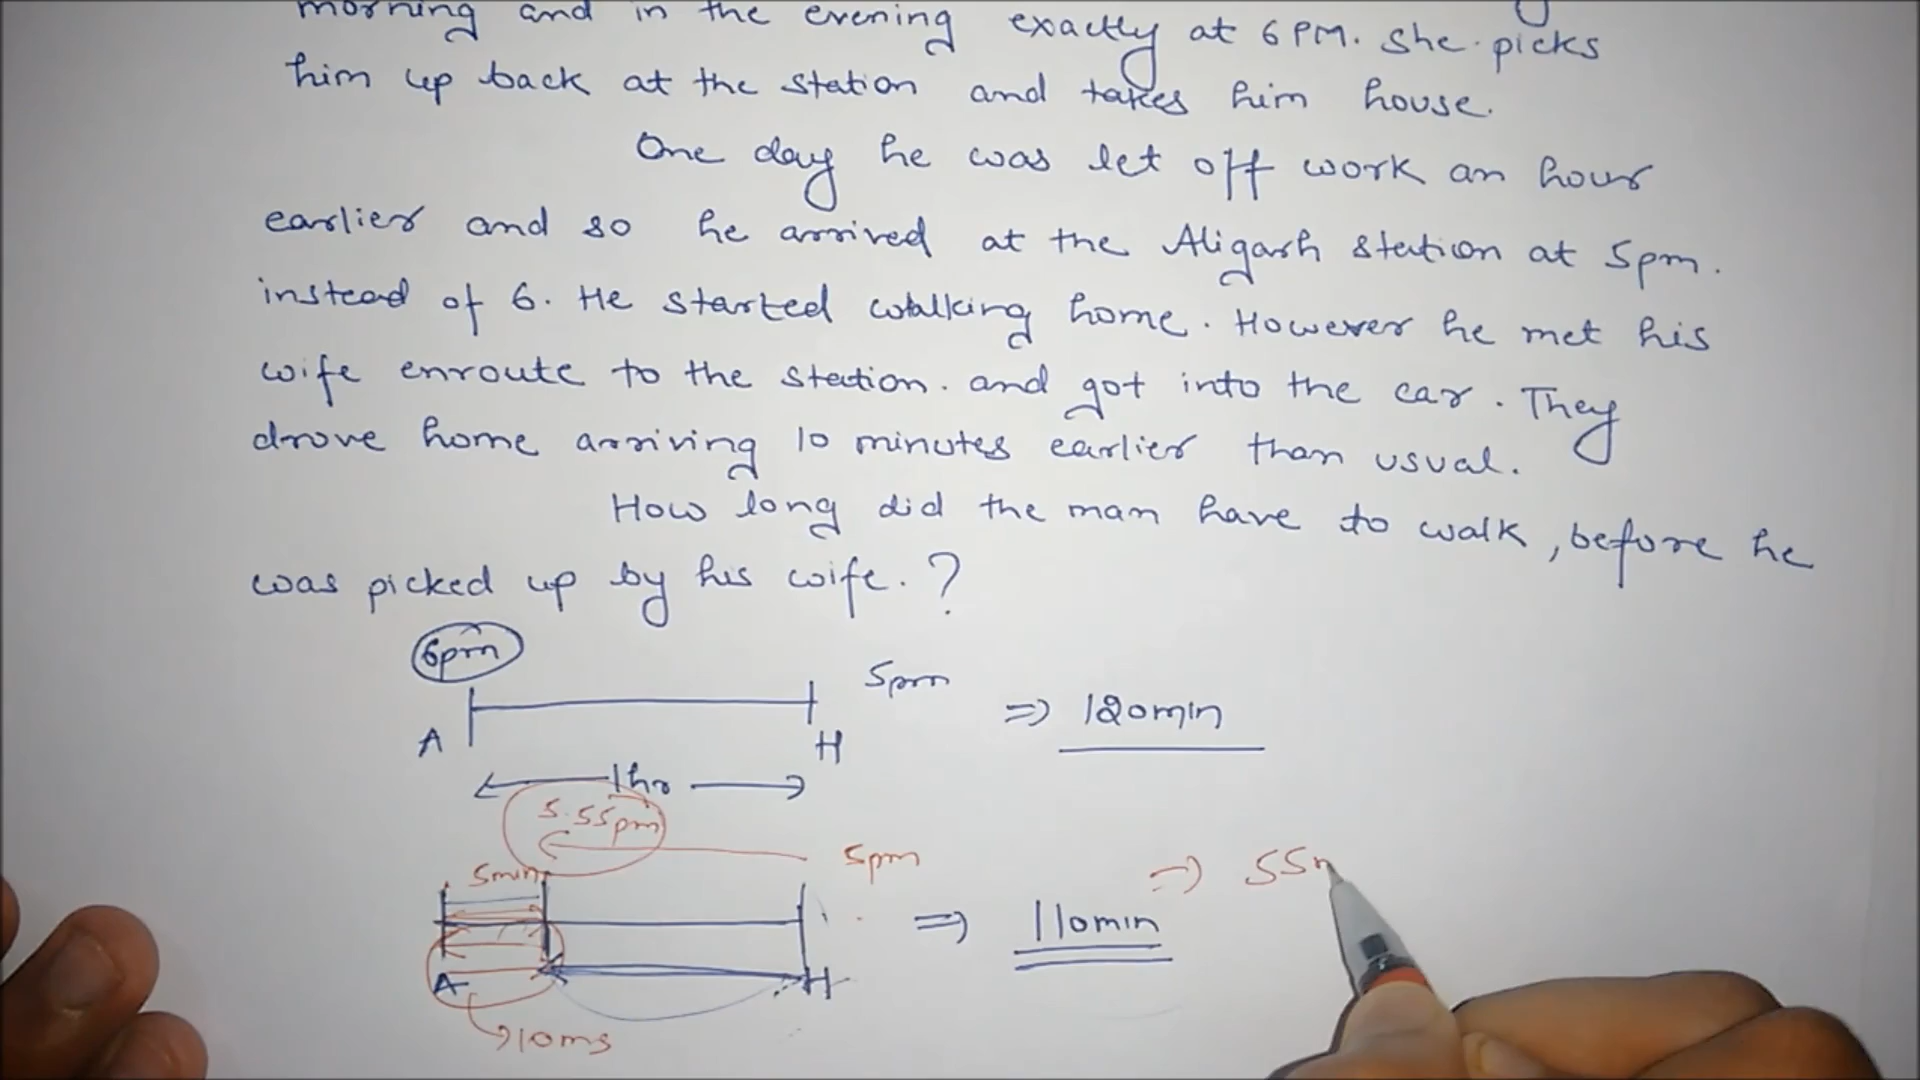 morning and in the evening exactly at 6 PM. She picks
him up back at the station and takes him house.
One day he was let off work an hour
earlier and so he arrived at the Aligarh station at 5pm.
instead of 6. He started walking home. However he met his
wife enroute to the station. and got into the car. They
drove home arriving 10 minutes earlier than usual.
How long did the man have to walk, before he
was picked up by his wife. ?
6pm
5pm
⇒ 120min
A H
1hr
5.55pm
5pm
5min
⇒ 55m
⇒ 110min
A H
10ms